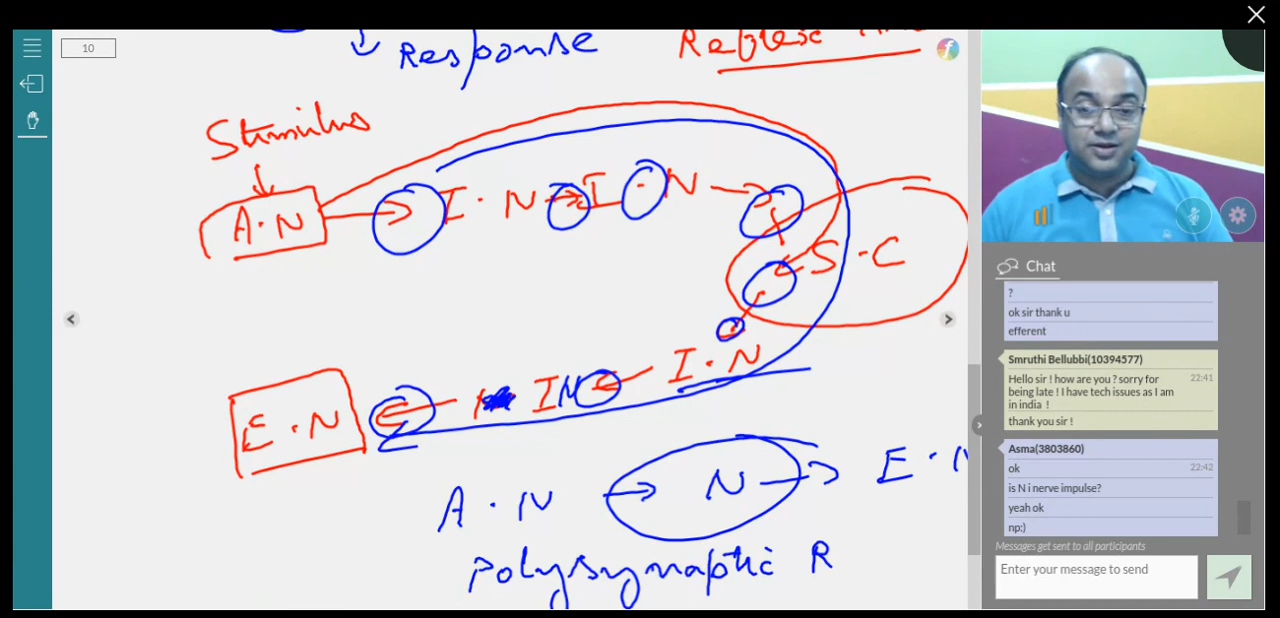 10
Response
Reflex
Stimulus
A.N I.N I.N
S.C
I.N
IN
E.N
A.N N E.N
Polysynaptic R
Chat
?
ok sir thank u
efferent
Smruthi Bellubbi(10394577)
Hello sir ! how are you ? sorry for 22:41
being late ! I have tech issues as I am
in india !
thank you sir !
Asma(3803860)
ok 22:42
is N i nerve impulse?
yeah ok
np:)
Messages get sent to all participants
Enter your message to send